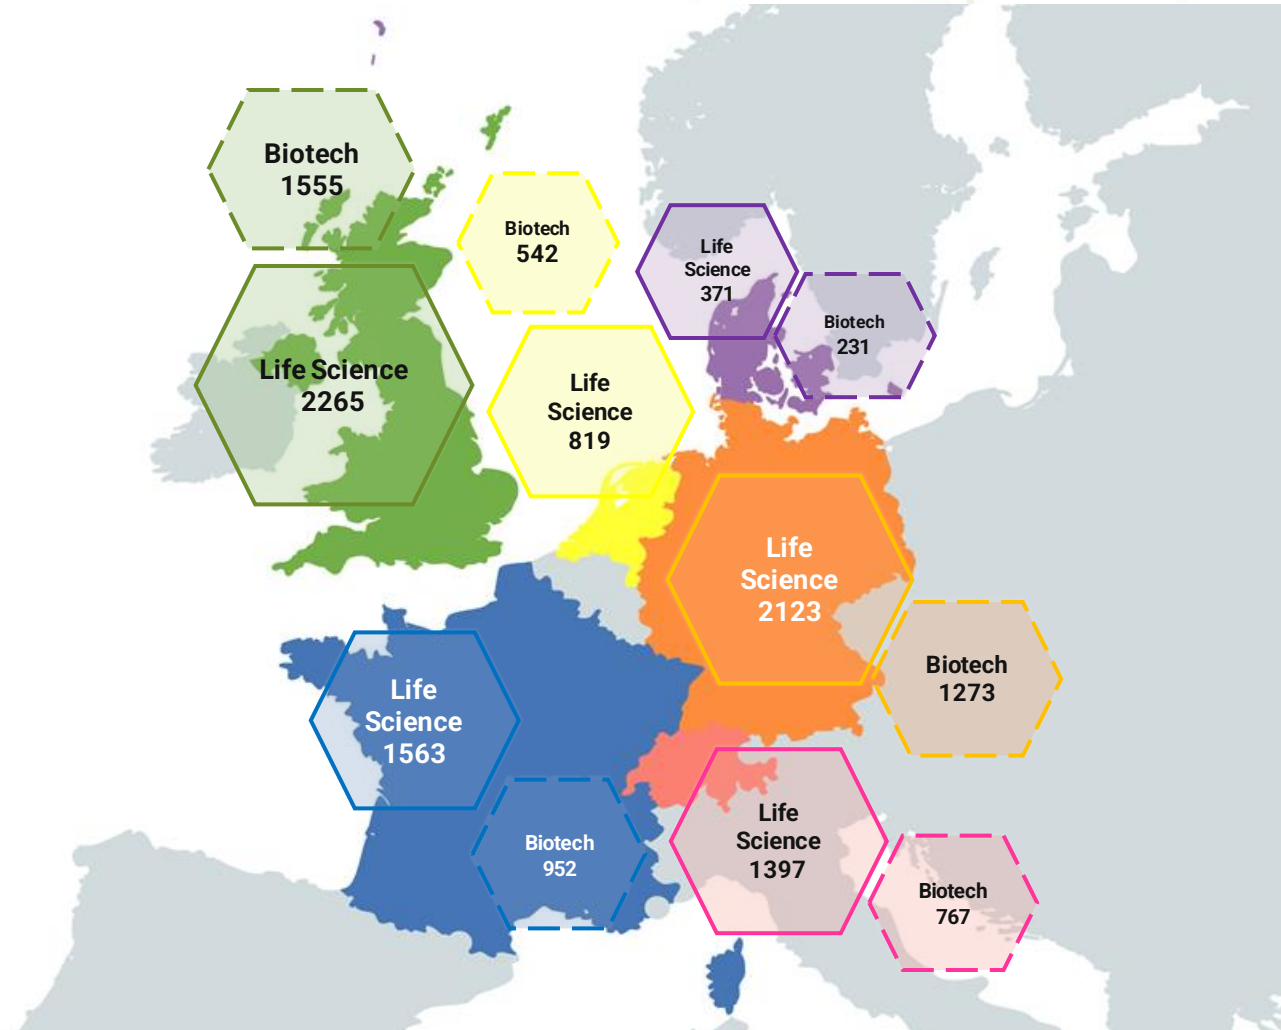 Biotech
1555
Biotech
542
Life
Science
371
Biotech
231
Life Science
2265
Life
Science
819
Life
Science
2123
Biotech
1273
Life
Science
1563
Biotech
952
Life
Science
1397
Biotech
767